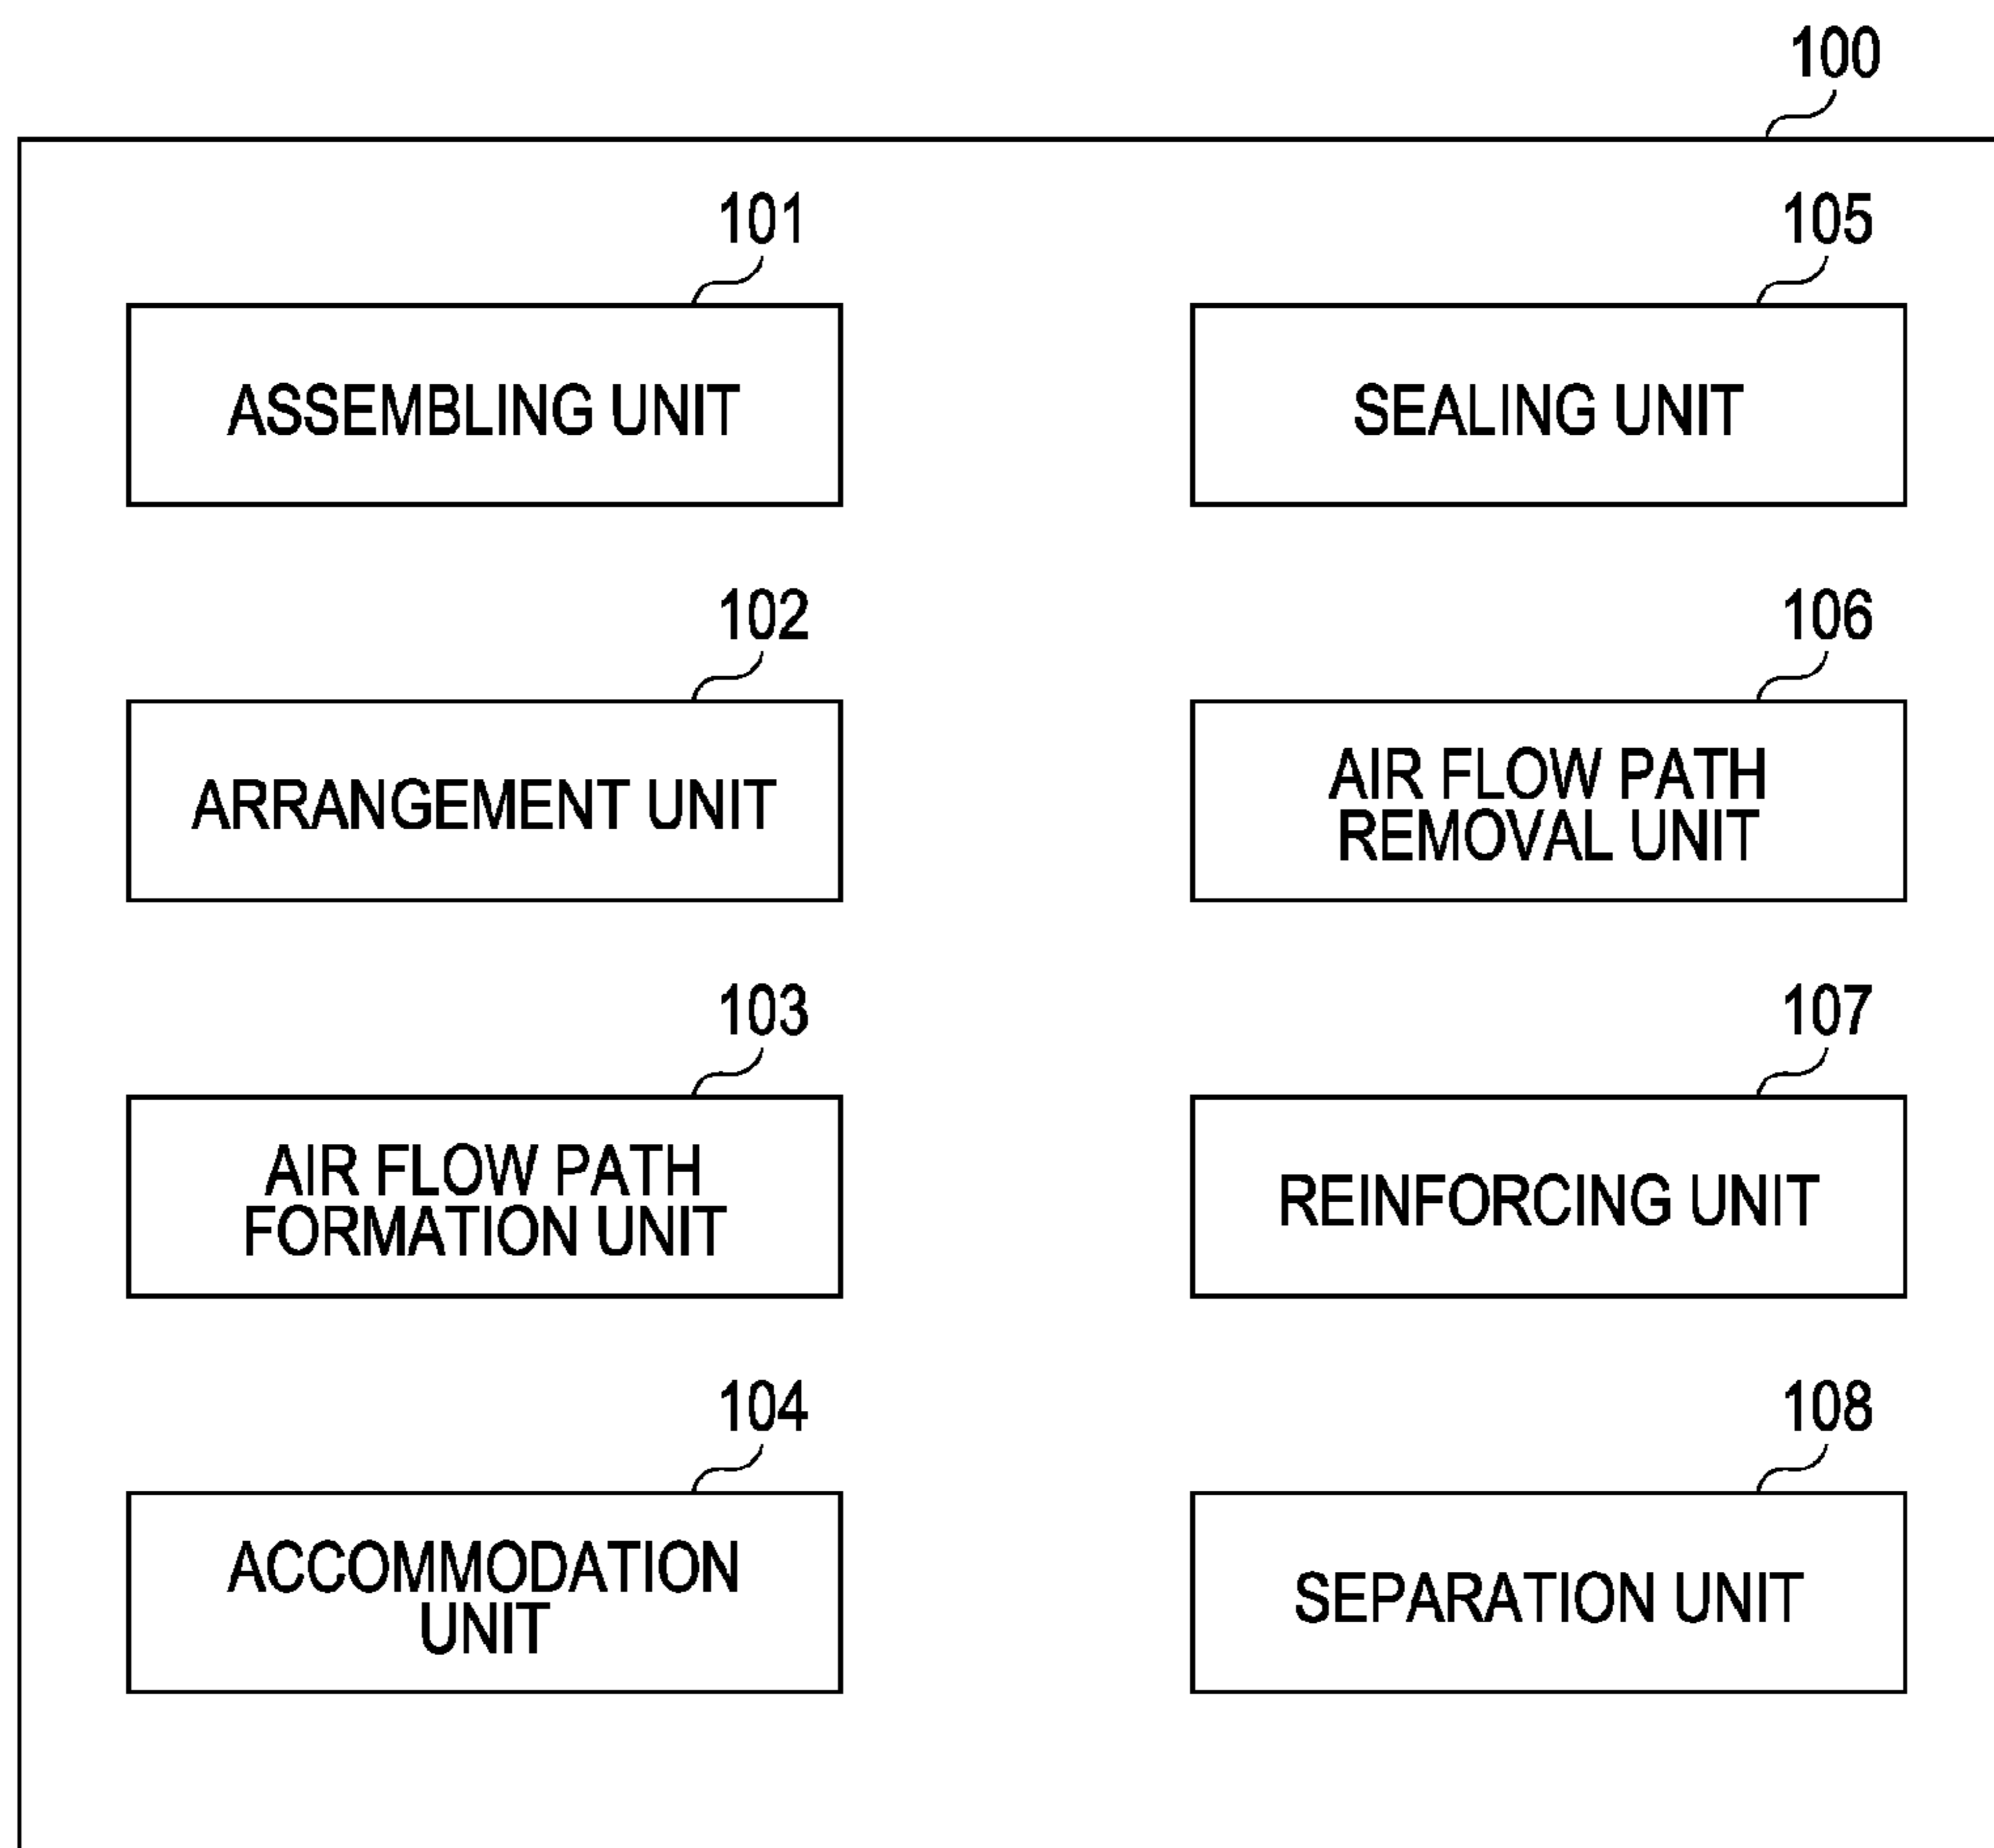 100
101
ASSEMBLING UNIT
102
ARRANGEMENT UNIT
103
AIR FLOW PATH
FORMATION UNIT
104
ACCOMMODATION
UNIT
105
SEALING UNIT
106
AIR FLOW PATH
REMOVAL UNIT
107
REINFORCING UNIT
108
SEPARATION UNIT